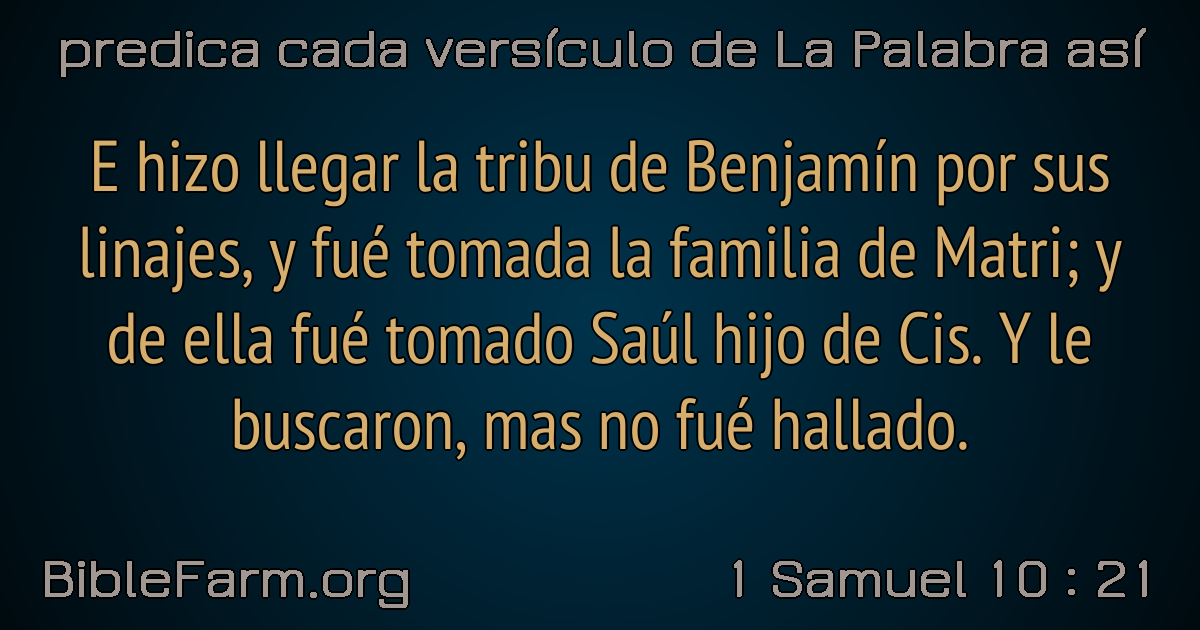 predica cada versículo de La Palabra así
E hizo llegar la tribu de Benjamín por sus
linajes, y fué tomada la familia de Matri; y
de ella fué tomado Saúl hijo de Cis. Y le
buscaron, mas no fué hallado.
BibleFarm.org
1 Samuel 10 : 21